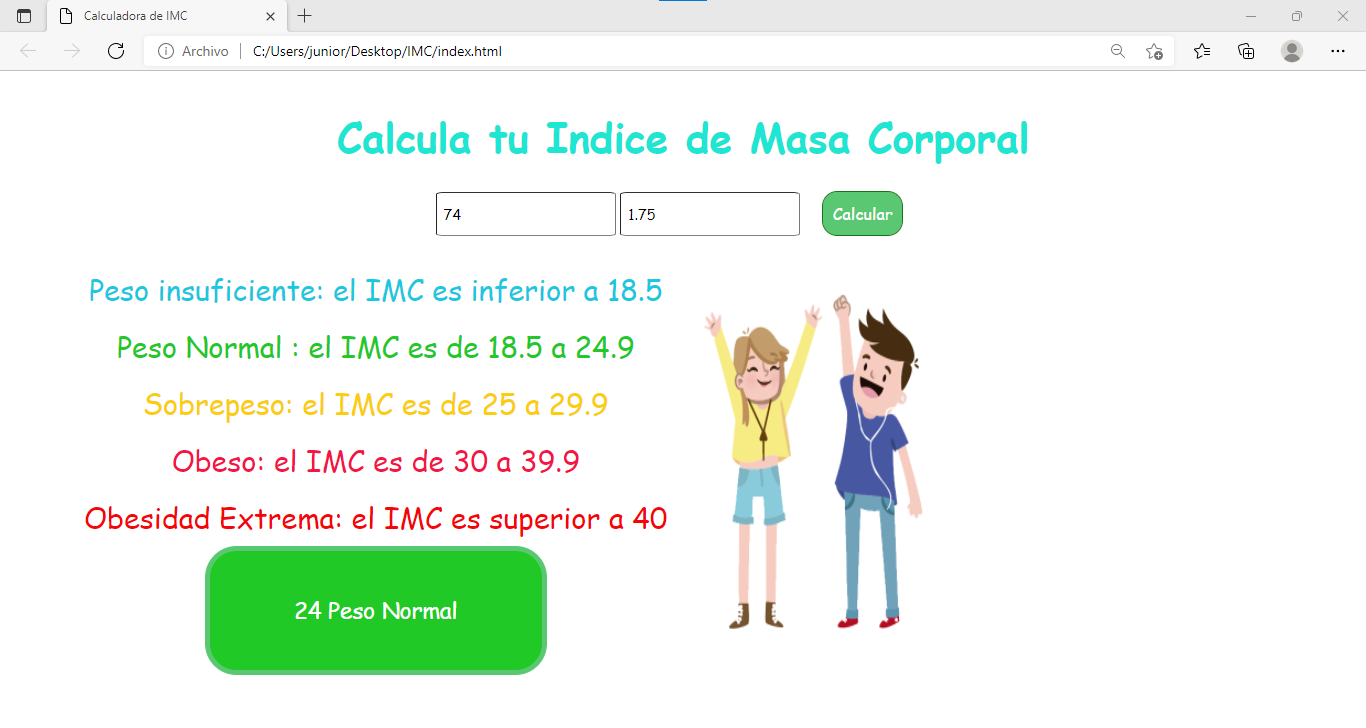 Calculadora de IMC
Archivo C:/Users/junior/Desktop/IMC/index.html
Calcula tu Indice de Masa Corporal
74 1.75 Calcular
Peso insuficiente: el IMC es inferior a 18.5
Peso Normal : el IMC es de 18.5 a 24.9
Sobrepeso: el IMC es de 25 a 29.9
Obeso: el IMC es de 30 a 39.9
Obesidad Extrema: el IMC es superior a 40
24 Peso Normal